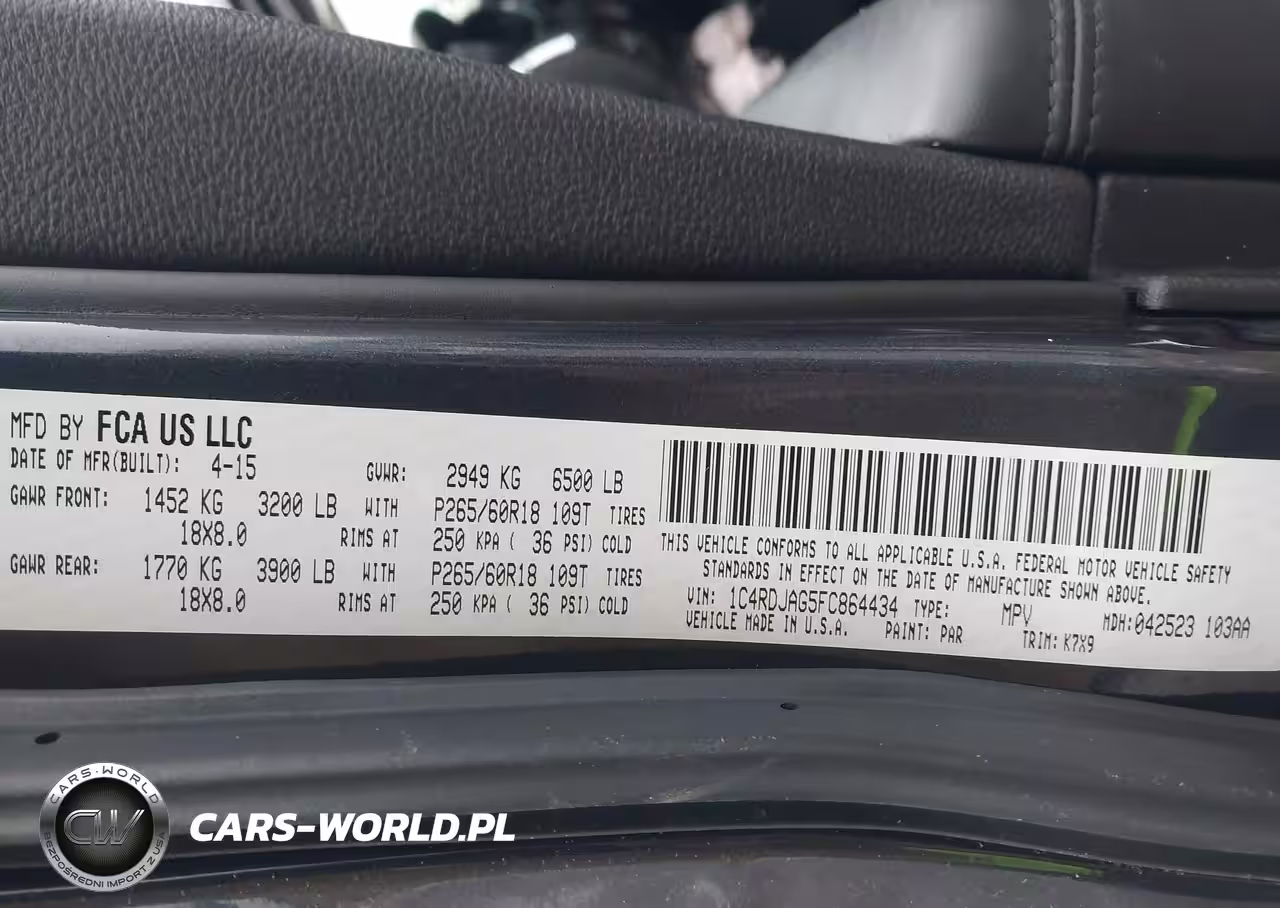 MFD BY FCA US LLC
DATE OF MFR(BUILT): 4-15 GVWR: 2949 KG 6500 LB
GAWR FRONT: 1452 KG 3200 LB WITH P265/60R18 109T TIRES
18X8.0 RIMS AT 250 KPA ( 36 PSI) COLD
GAWR REAR: 1770 KG 3900 LB WITH P265/60R18 109T TIRES
18X8.0 RIMS AT 250 KPA ( 36 PSI) COLD
THIS VEHICLE CONFORMS TO ALL APPLICABLE U.S.A. FEDERAL MOTOR VEHICLE SAFETY
STANDARDS IN EFFECT ON THE DATE OF MANUFACTURE SHOWN ABOVE.
VIN: 1C4RDJAG5FC864434 TYPE: MPV MDH:042523 103AA
VEHICLE MADE IN U.S.A. PAINT: PAR TRIM: K7X9
CARS-WORLD
CW
BEZPOŚREDNI IMPORT Z USA
CARS-WORLD.PL